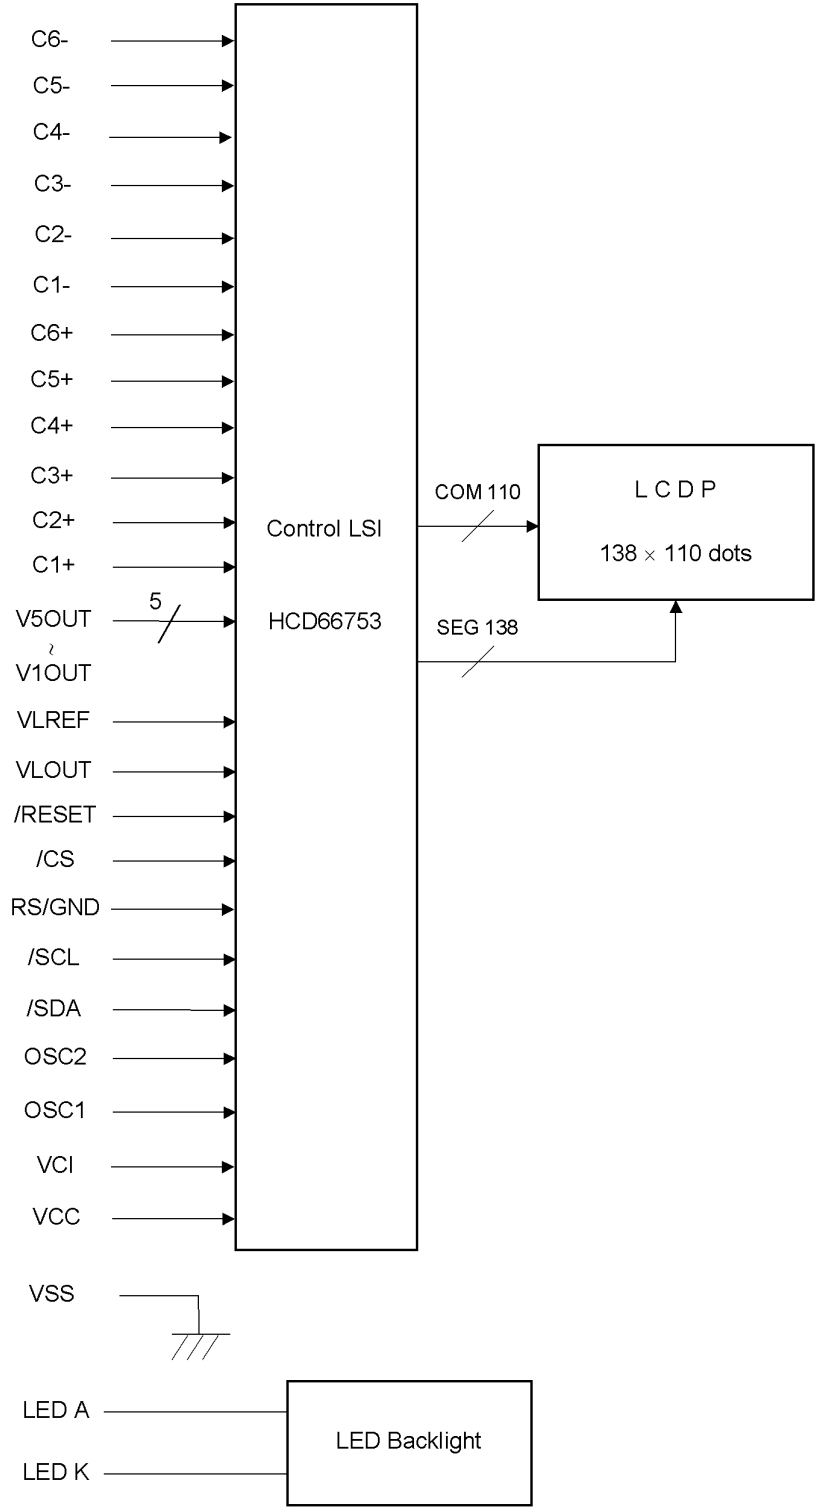 C6-
C5-
C4-
C3-
C2-
C1-
C6+
C5+
C4+
C3+
C2+
C1+
V5OUT
~
V1OUT
5
VLREF
VLOUT
/RESET
/CS
RS/GND
/SCL
/SDA
OSC2
OSC1
VCI
VCC
VSS
Control LSI
HCD66753
COM 110
SEG 138
L C D P
138 × 110 dots
LED A
LED K
LED Backlight